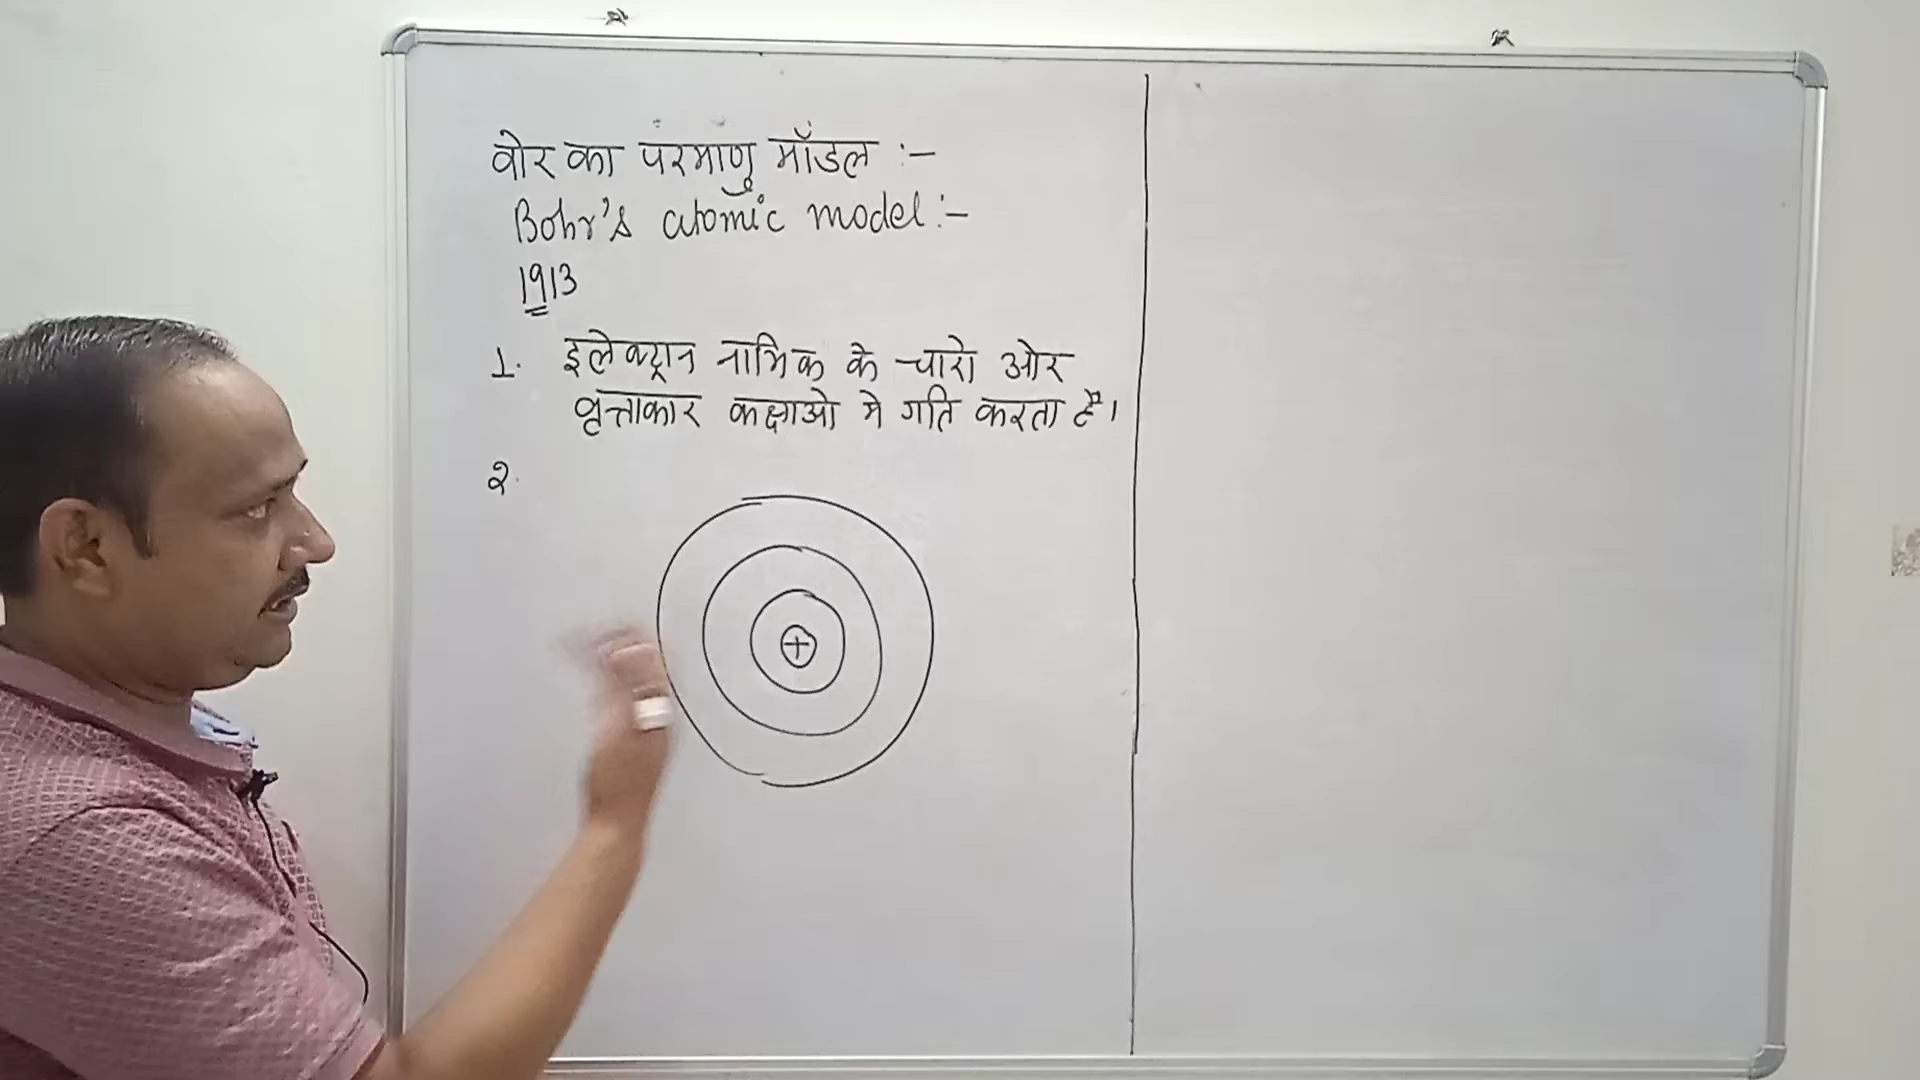 वोर का परमाणु मॉडल :-
Bohr's atomic model :-
1913
1. इलेक्ट्रान नाभिक के चारो ओर
वृत्ताकार कक्षाओ मे गति करता है।
2.
+